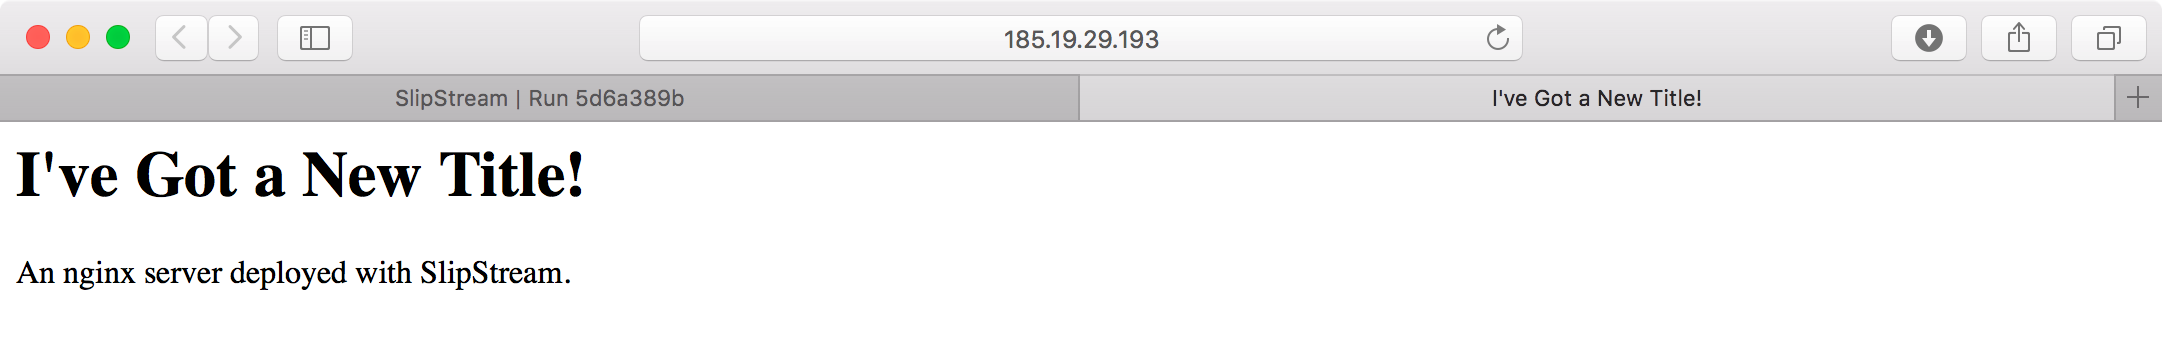 185.19.29.193
SlipStream | Run 5d6a389b
I've Got a New Title!
I've Got a New Title!
An nginx server deployed with SlipStream.